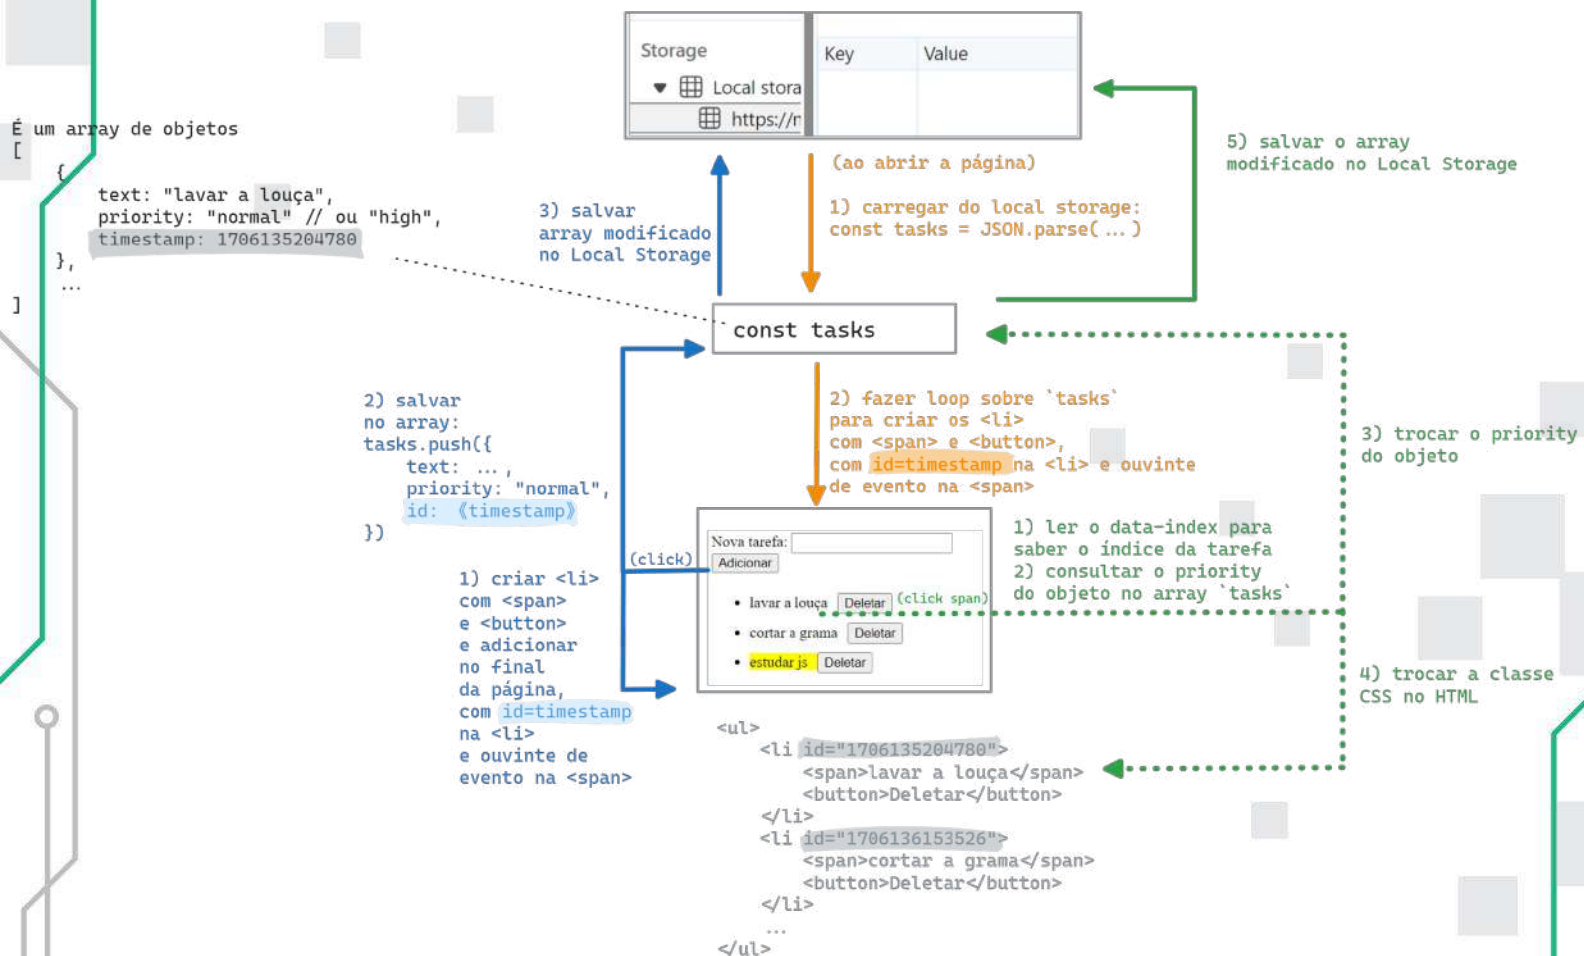 Storage
Key
Value
Local stora
https://n
É um array de objetos
[
{
text: "lavar a louça",
priority: "normal" // ou "high",
timestamp: 1706135204780
},
...
]
3) salvar
array modificado
no Local Storage
(ao abrir a página)
1) carregar do local storage:
const tasks = JSON.parse(...)
5) salvar o array
modificado no Local Storage
const tasks
2) salvar
no array:
tasks.push({
text: ...,
priority: "normal",
id: 《timestamp》
})
2) fazer loop sobre `tasks`
para criar os <li>
com <span> e <button>,
com id=timestamp na <li> e ouvinte
de evento na <span>
3) trocar o priority
do objeto
1) ler o data-index para
saber o índice da tarefa
2) consultar o priority
do objeto no array `tasks`
(click)
Nova tarefa:
Adicionar
lavar a louça
Deletar
(click span)
cortar a grama
Deletar
estudar js
Deletar
1) criar <li>
com <span>
e <button>
e adicionar
no final
da página,
com id=timestamp
na <li>
e ouvinte de
evento na <span>
4) trocar a classe
CSS no HTML
<ul>
<li id="1706135204780">
<span>lavar a louça</span>
<button>Deletar</button>
</li>
<li id="1706136153526">
<span>cortar a grama</span>
<button>Deletar</button>
</li>
...
</ul>